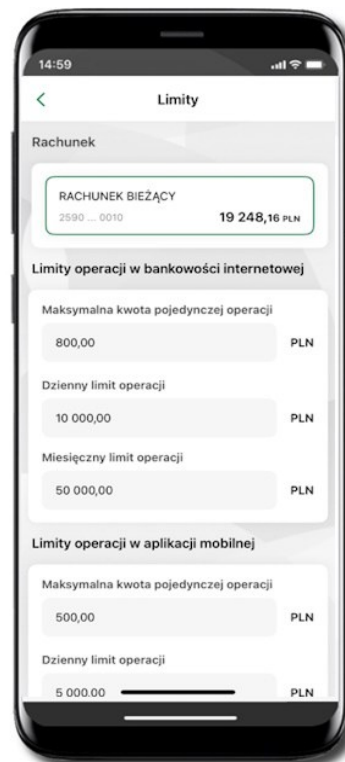 14:59
Limity
Rachunek
RACHUNEK BIEŻĄCY
2590 ... 0010 19 248,16 PLN
Limity operacji w bankowości internetowej
Maksymalna kwota pojedynczej operacji
800,00 PLN
Dzienny limit operacji
10 000,00 PLN
Miesięczny limit operacji
50 000,00 PLN
Limity operacji w aplikacji mobilnej
Maksymalna kwota pojedynczej operacji
500,00 PLN
Dzienny limit operacji
5 000.00 PLN